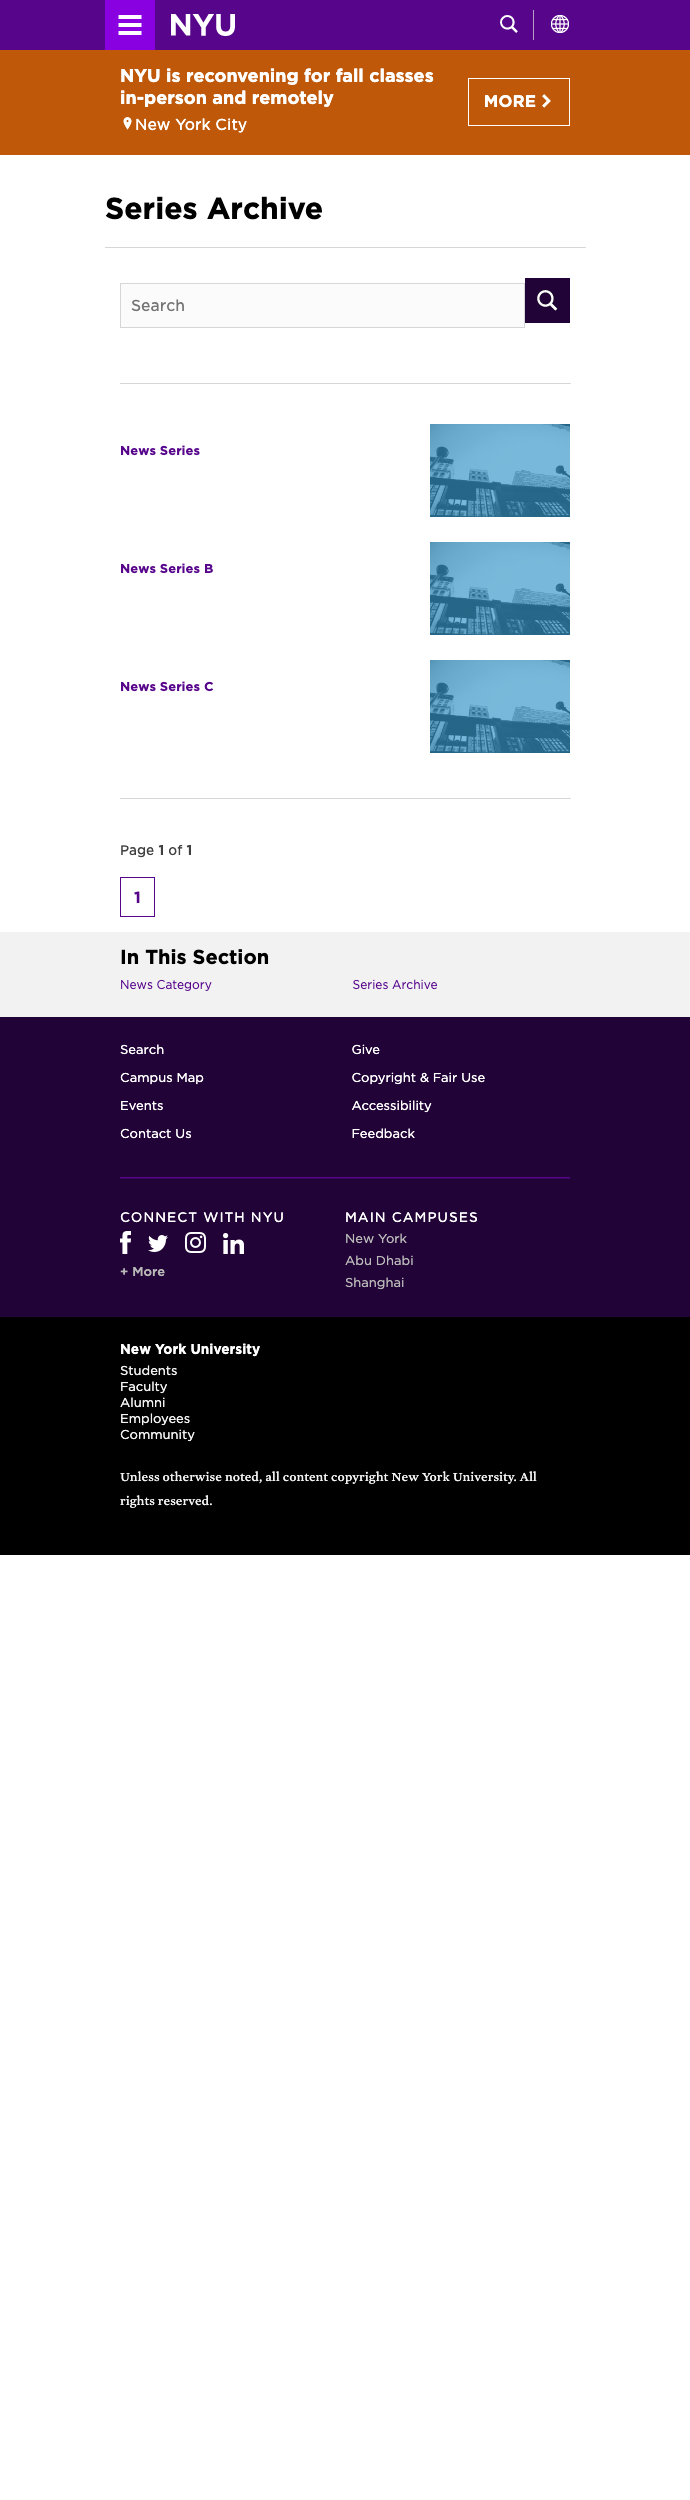 NYU
NYU is reconvening for fall classes
in-person and remotely
New York City
MORE
Series Archive
Search
News Series
News Series B
News Series C
Page 1 of 1
1
In This Section
News Category
Series Archive
Search
Give
Campus Map
Copyright & Fair Use
Events
Accessibility
Contact Us
Feedback
CONNECT WITH NYU
+ More
MAIN CAMPUSES
New York
Abu Dhabi
Shanghai
New York University
Students
Faculty
Alumni
Employees
Community
Unless otherwise noted, all content copyright New York University. All
rights reserved.